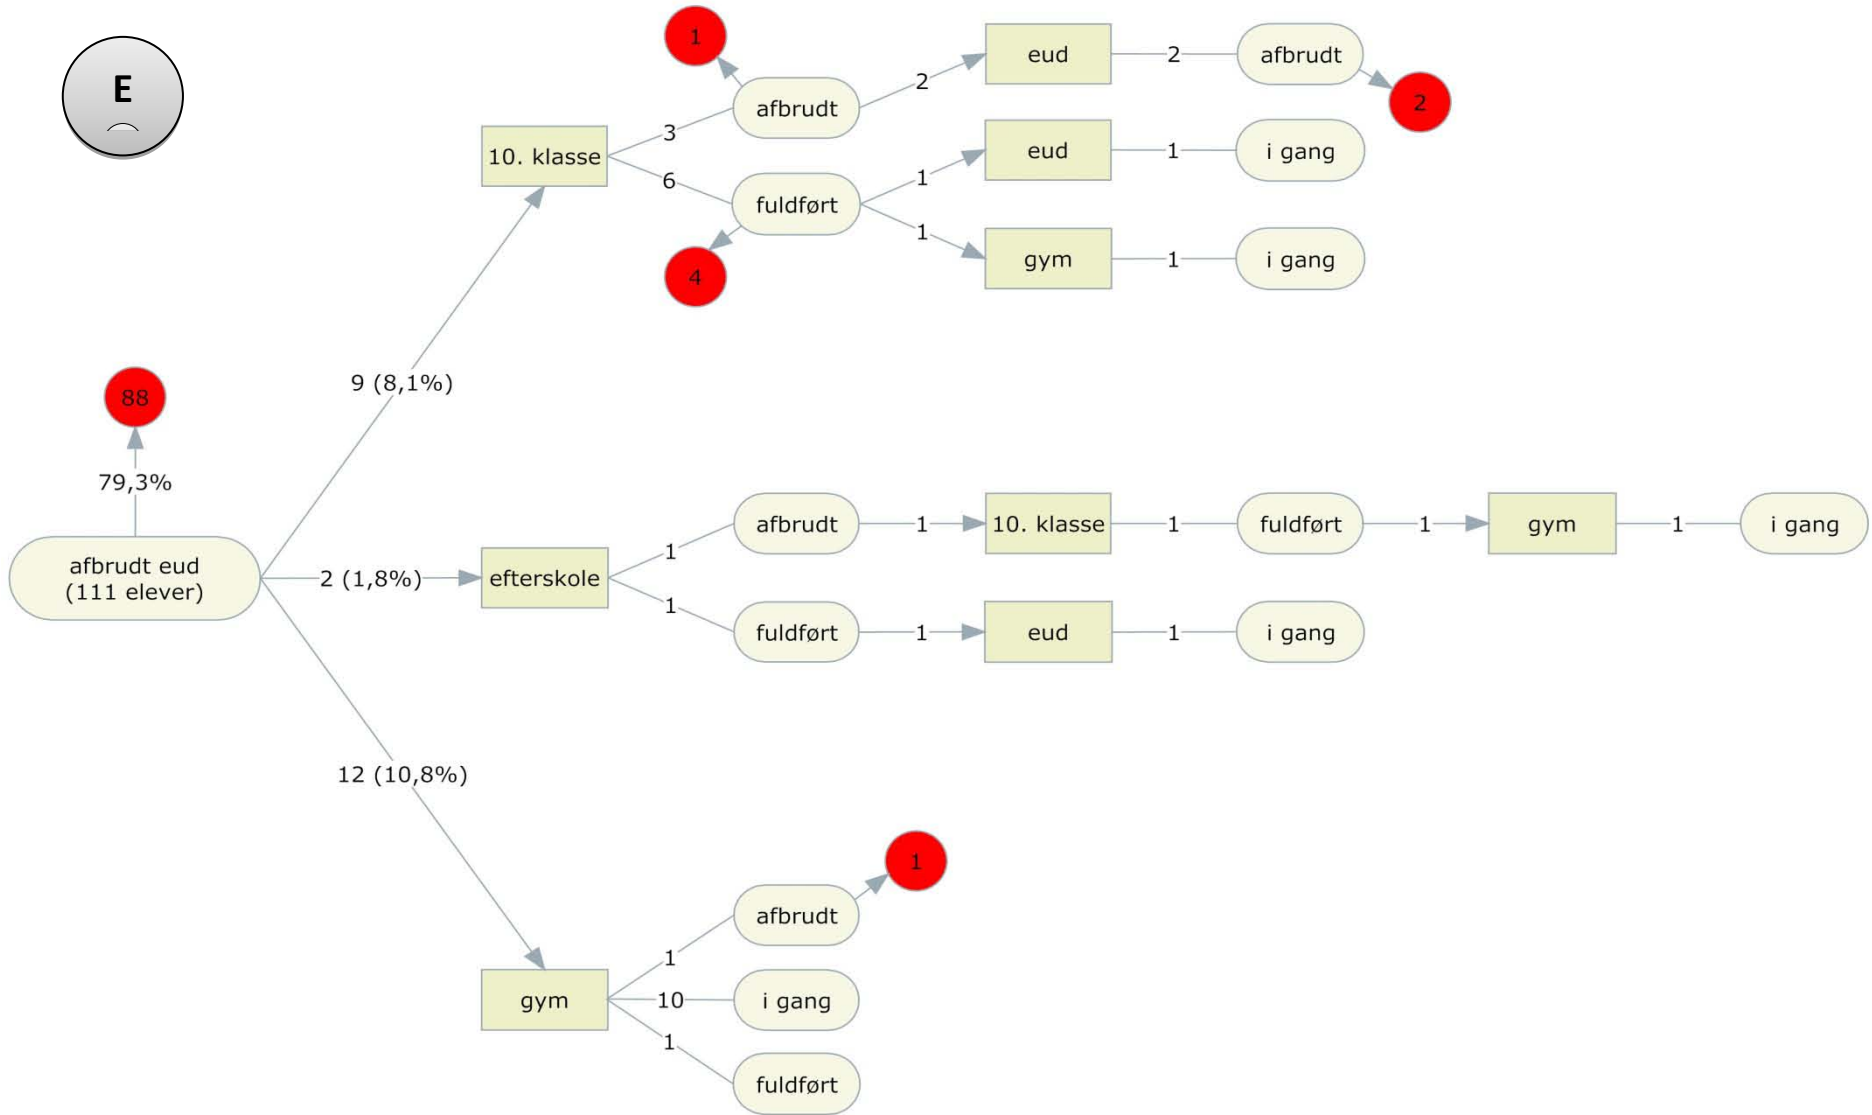 E
1
afbrudt
2
eud
2
afbrudt
2
10. klasse
3
6
fuldført
4
1
eud
1
i gang
1
gym
1
i gang
9 (8,1%)
88
79,3%
afbrudt eud
(111 elever)
2 (1,8%)
efterskole
1
afbrudt
1
10. klasse
1
fuldført
1
gym
1
i gang
1
fuldført
1
eud
1
i gang
12 (10,8%)
gym
1
afbrudt
1
10
i gang
1
fuldført